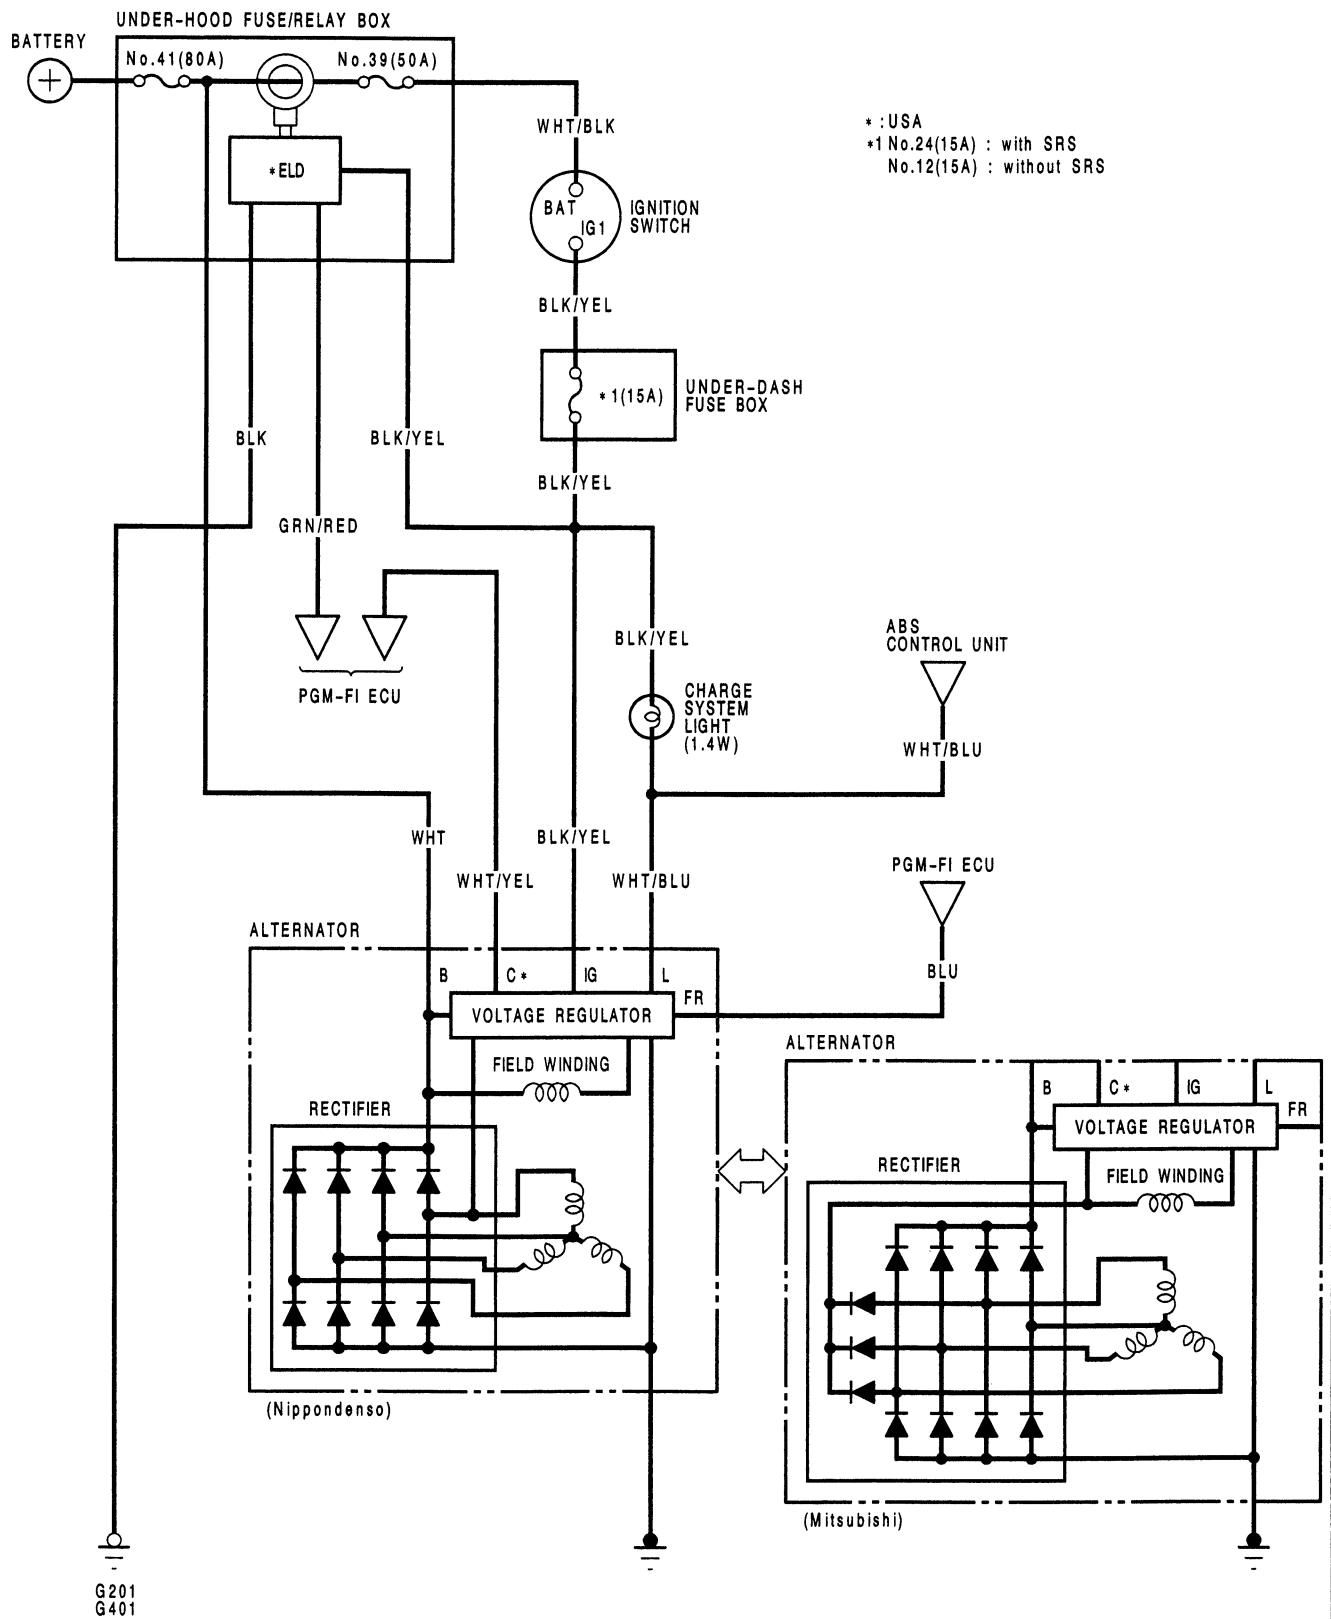 UNDER-HOOD FUSE/RELAY BOX
BATTERY
No.41(80A)
No.39(50A)
+
WHT/BLK
* : USA
*1 No.24(15A) : with SRS
No.12(15A) : without SRS
*ELD
BAT
IG1
IGNITION
SWITCH
BLK/YEL
*1(15A)
UNDER-DASH
FUSE BOX
BLK
BLK/YEL
BLK/YEL
GRN/RED
PGM-FI ECU
BLK/YEL
ABS
CONTROL UNIT
CHARGE
SYSTEM
LIGHT
(1.4W)
WHT/BLU
WHT
BLK/YEL
WHT/YEL
WHT/BLU
PGM-FI ECU
BLU
ALTERNATOR
B
C*
IG
L
FR
VOLTAGE REGULATOR
FIELD WINDING
RECTIFIER
(Nippondenso)
ALTERNATOR
B
C*
IG
L
FR
VOLTAGE REGULATOR
RECTIFIER
FIELD WINDING
(Mitsubishi)
G201
G401